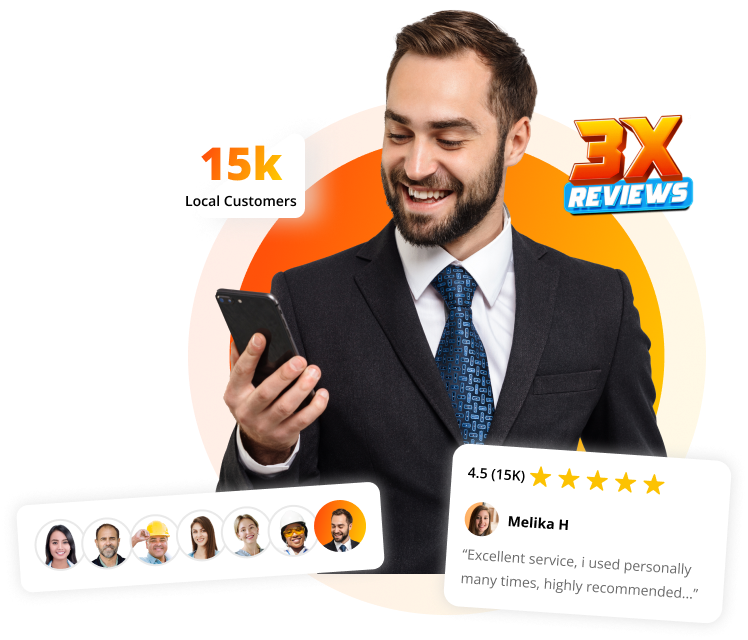 15k
Local Customers
3X
REVIEWS
4.5 (15K)
Melika H
“Excellent service, i used personally
many times, highly recommended...”